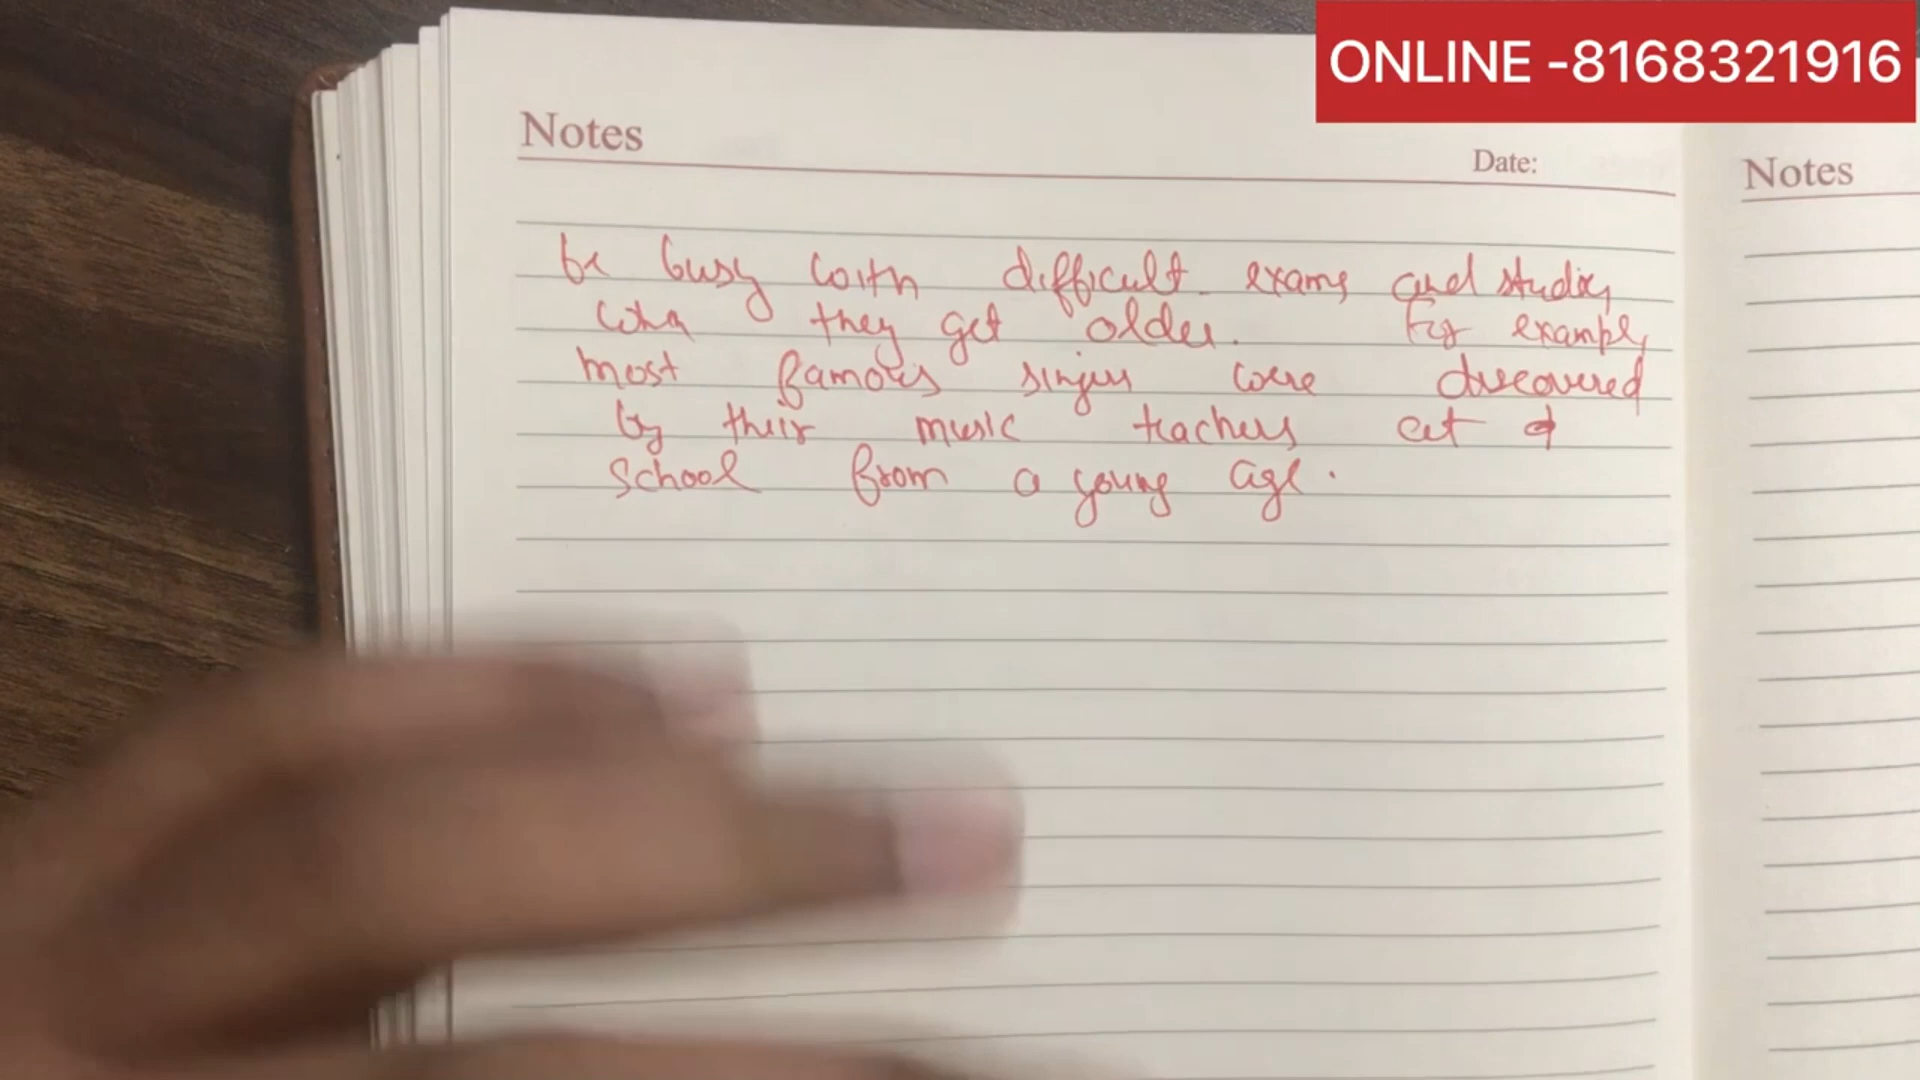 ONLINE -8168321916
Notes
Date:
be busy with difficult exams and studies
when they get older. For example,
most famous singers were discovered
by their music teachers at a
school from a young age.
Notes